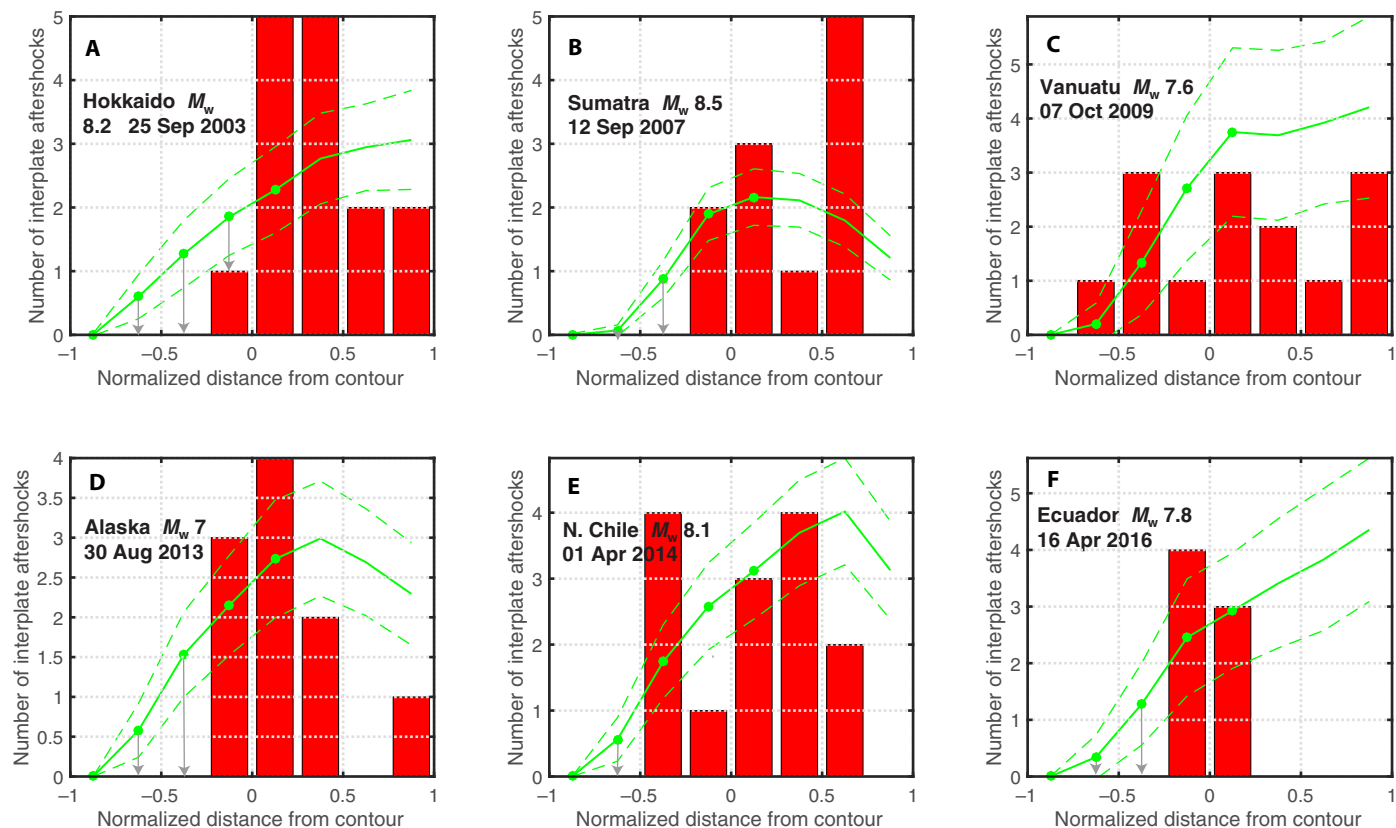 A
Hokkaido Mw
8.2 25 Sep 2003
Number of interplate aftershocks
5
4
3
2
1
0
−1
−0.5
0
0.5
1
Normalized distance from contour
B
Sumatra Mw 8.5
12 Sep 2007
Number of interplate aftershocks
5
4
3
2
1
0
−1
−0.5
0
0.5
1
Normalized distance from contour
C
Vanuatu Mw 7.6
07 Oct 2009
Number of interplate aftershocks
5
4
3
2
1
0
−1
−0.5
0
0.5
1
Normalized distance from contour
D
Alaska Mw 7
30 Aug 2013
Number of interplate aftershocks
4
3.5
3
2.5
2
1.5
1
0.5
0
−1
−0.5
0
0.5
1
Normalized distance from contour
E
N. Chile Mw 8.1
01 Apr 2014
Number of interplate aftershocks
4
3
2
1
0
−1
−0.5
0
0.5
1
Normalized distance from contour
F
Ecuador Mw 7.8
16 Apr 2016
Number of interplate aftershocks
5
4
3
2
1
0
−1
−0.5
0
0.5
1
Normalized distance from contour